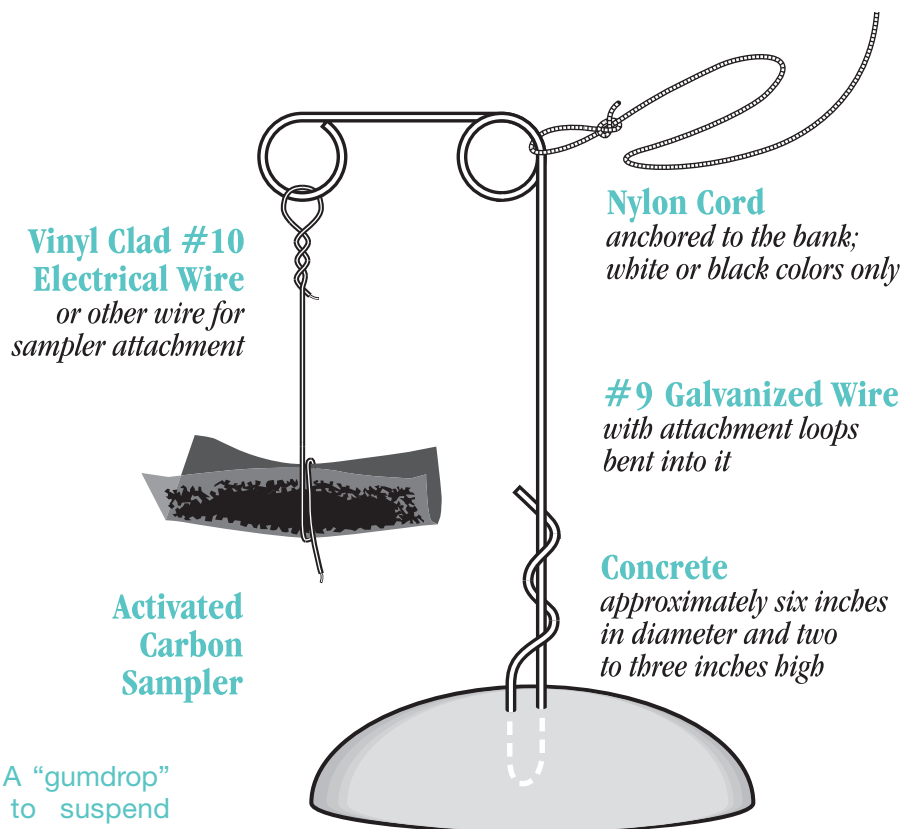 Nylon Cord
anchored to the bank;
white or black colors only
Vinyl Clad #10
Electrical Wire
or other wire for
sampler attachment
#9 Galvanized Wire
with attachment loops
bent into it
Concrete
approximately six inches
in diameter and two
to three inches high
Activated
Carbon
Sampler
A “gumdrop”
to suspend